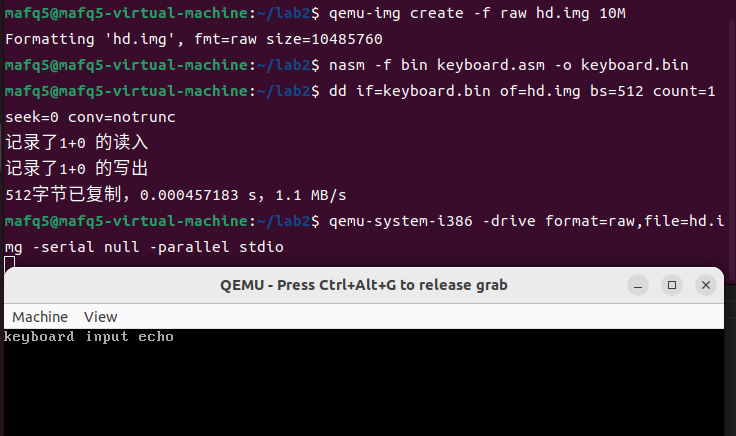 mafq5@mafq5-virtual-machine:~/lab2$ qemu-img create -f raw hd.img 10M
Formatting 'hd.img', fmt=raw size=10485760
mafq5@mafq5-virtual-machine:~/lab2$ nasm -f bin keyboard.asm -o keyboard.bin
mafq5@mafq5-virtual-machine:~/lab2$ dd if=keyboard.bin of=hd.img bs=512 count=1
seek=0 conv=notrunc
记录了1+0 的读入
记录了1+0 的写出
512字节已复制，0.000457183 s，1.1 MB/s
mafq5@mafq5-virtual-machine:~/lab2$ qemu-system-i386 -drive format=raw,file=hd.i
mg -serial null -parallel stdio
QEMU - Press Ctrl+Alt+G to release grab
Machine View
keyboard input echo